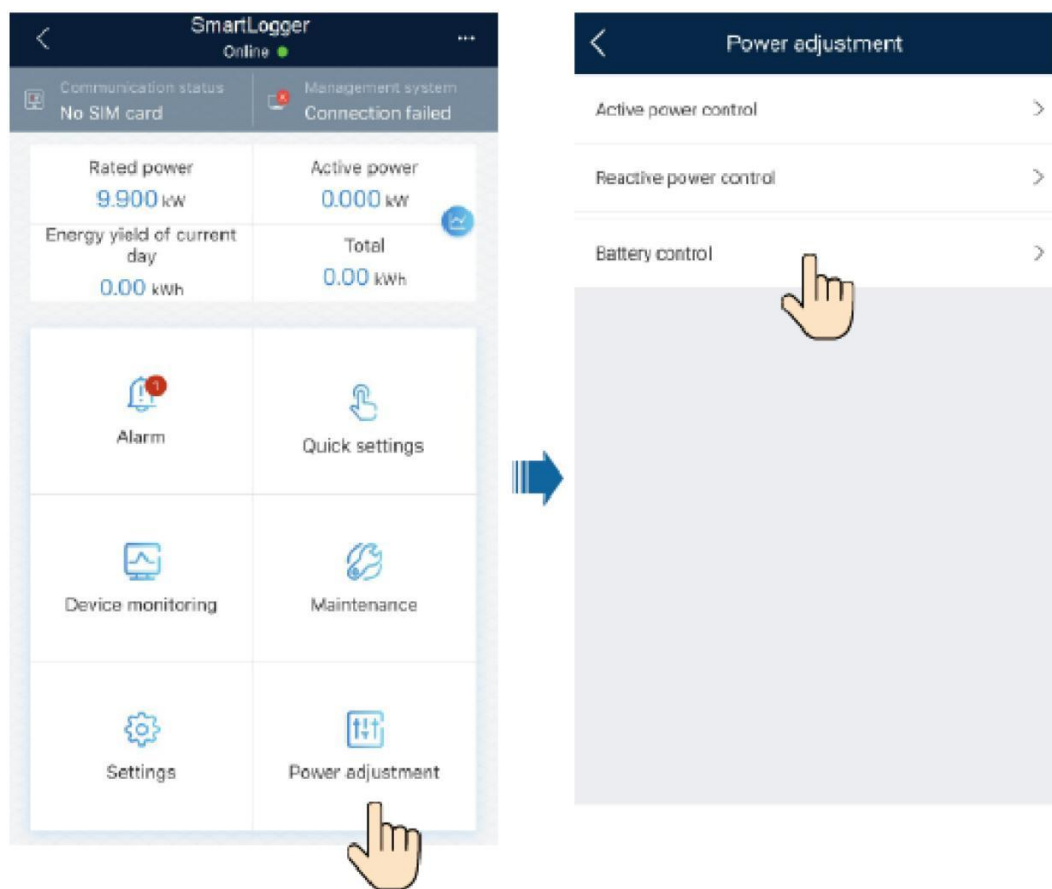 SmartLogger
Online
...
Communication status
No SIM card
Management system
Connection failed
Rated power
9.900 kW
Active power
0.000 kW
Energy yield of current
day
0.00 kWh
Total
0.00 kWh
1
Alarm
Quick settings
Device monitoring
Maintenance
Settings
Power adjustment
Power adjustment
Active power control
Reactive power control
Battery control